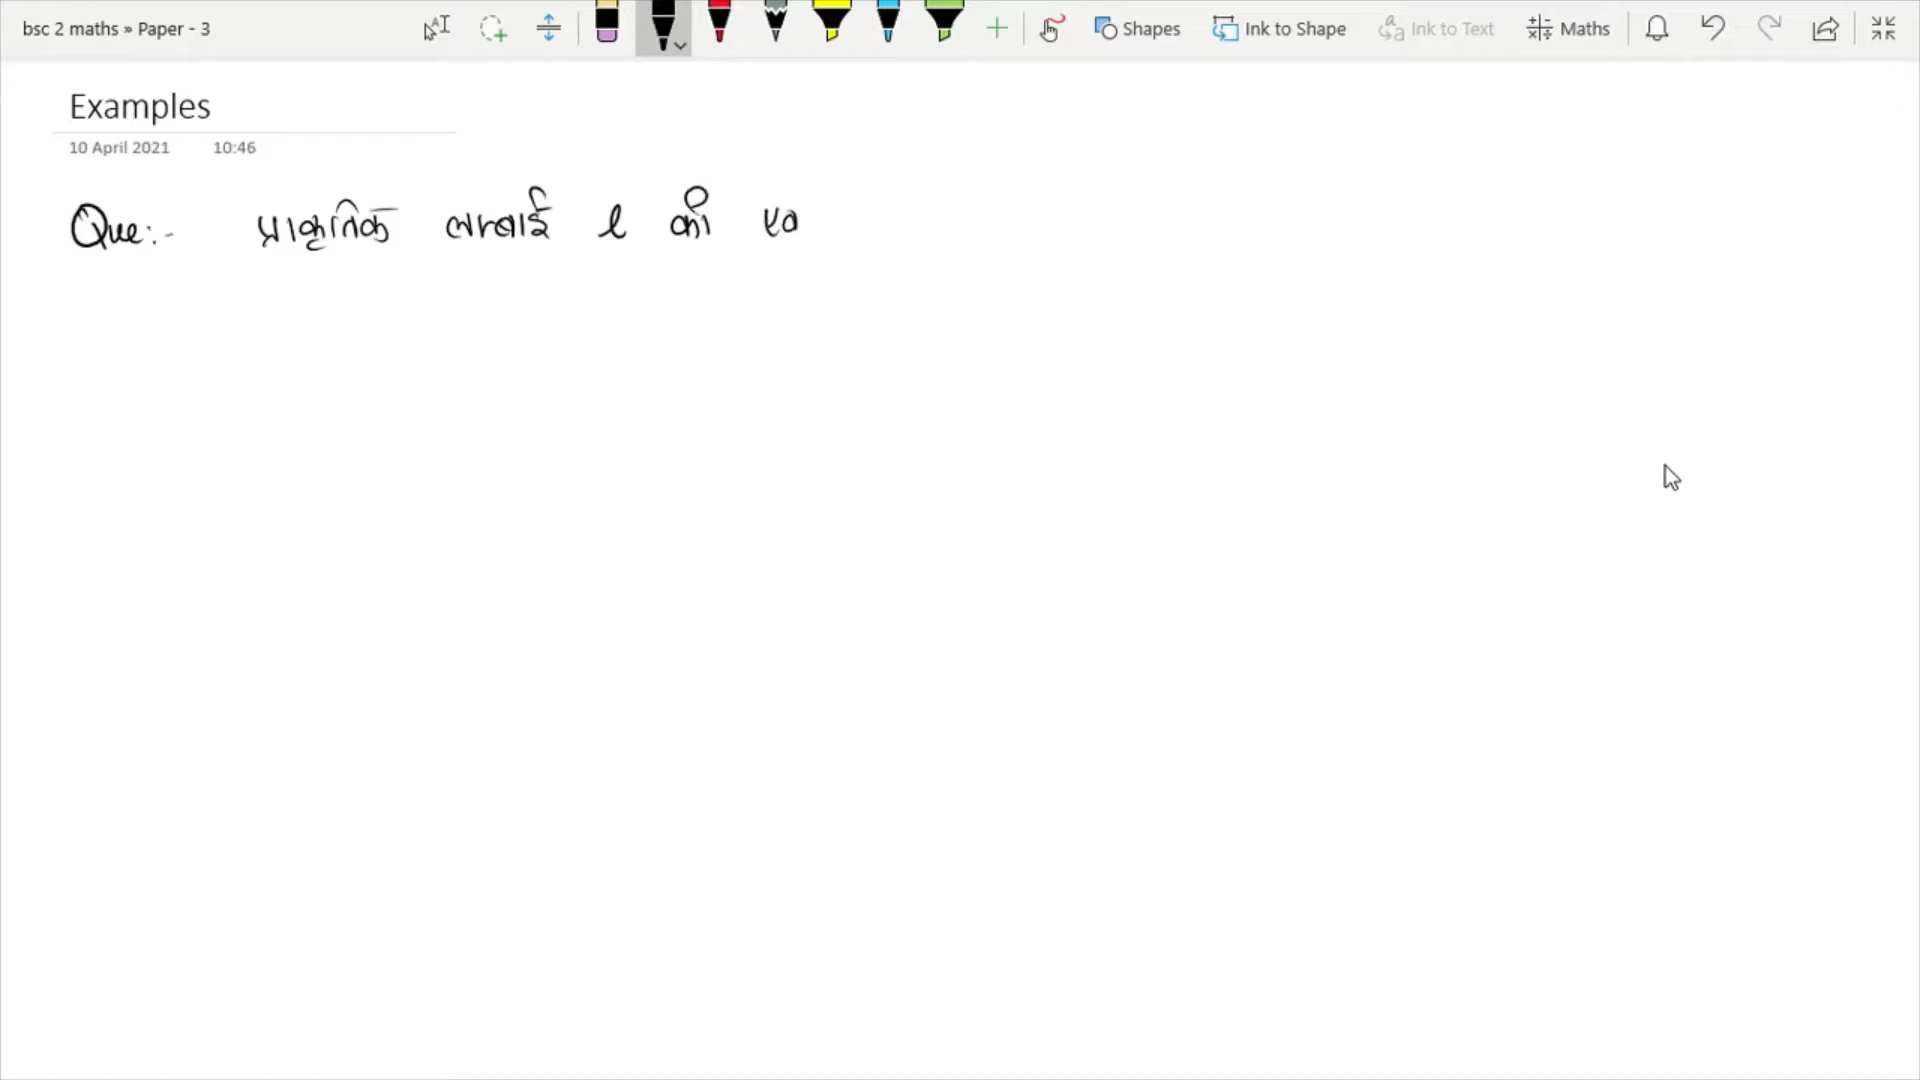 bsc 2 maths » Paper - 3 Shapes Ink to Shape Ink to Text Maths
Examples
10 April 2021 10:46
Que:- प्राकृतिक लम्बाई l की